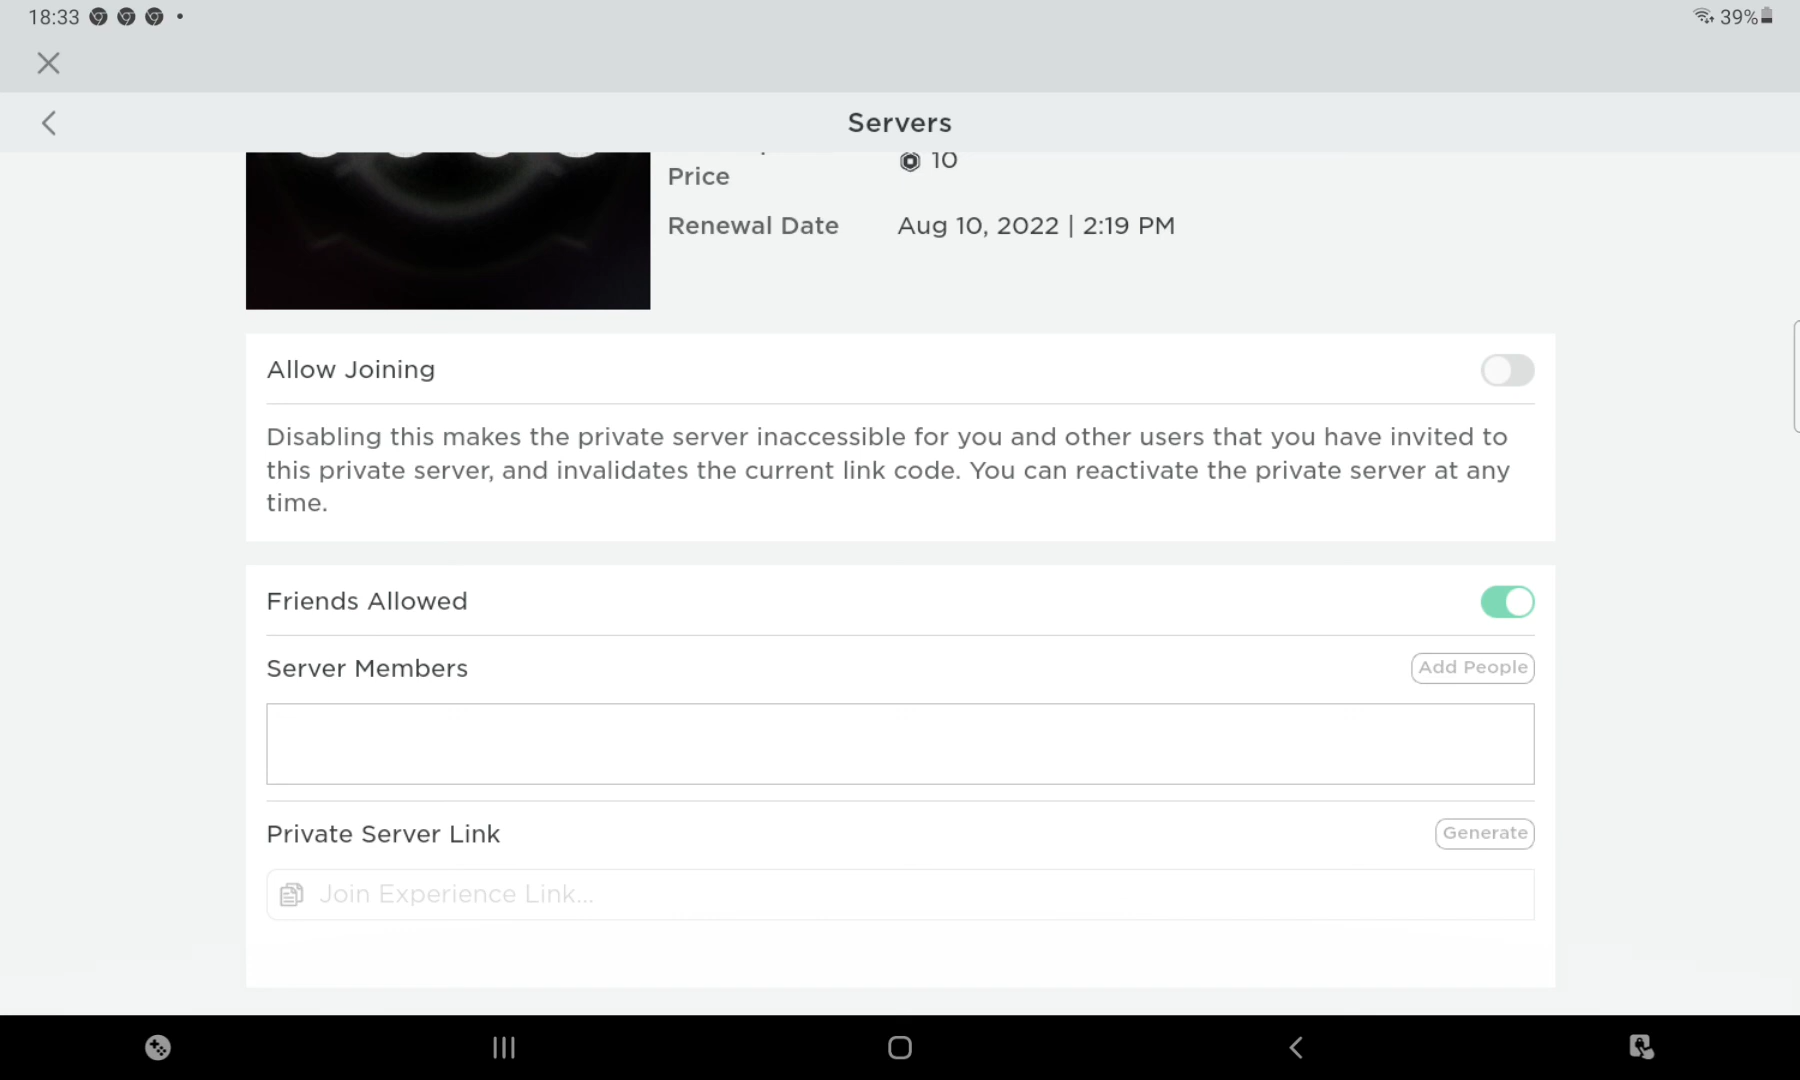 18:33
39%
Servers
10
Price
Renewal Date Aug 10, 2022 | 2:19 PM
Allow Joining
Disabling this makes the private server inaccessible for you and other users that you have invited to
this private server, and invalidates the current link code. You can reactivate the private server at any
time.
Friends Allowed
Server Members
Add People
Private Server Link
Generate
Join Experience Link...